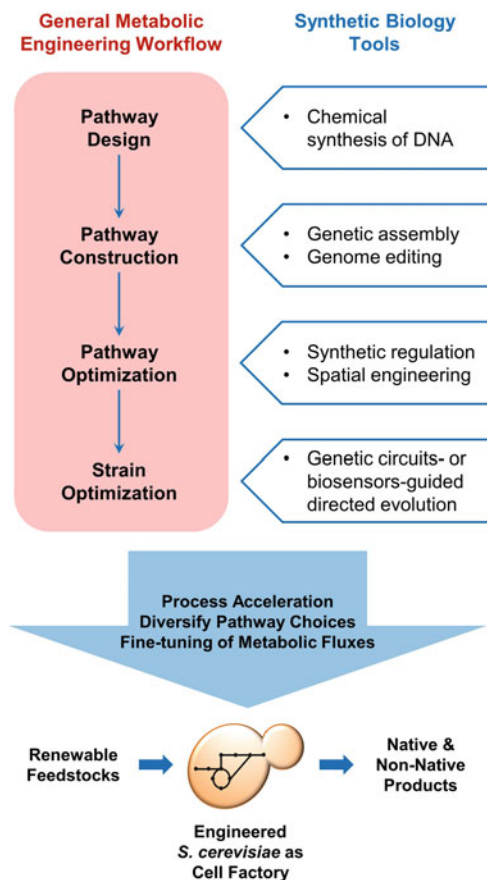 General Metabolic
Engineering Workflow
Synthetic Biology
Tools
Pathway
Design
• Chemical
synthesis of DNA
Pathway
Construction
• Genetic assembly
• Genome editing
Pathway
Optimization
• Synthetic regulation
• Spatial engineering
Strain
Optimization
• Genetic circuits- or
biosensors-guided
directed evolution
Process Acceleration
Diversify Pathway Choices
Fine-tuning of Metabolic Fluxes
Renewable
Feedstocks
Native &
Non-Native
Products
Engineered
S. cerevisiae as
Cell Factory